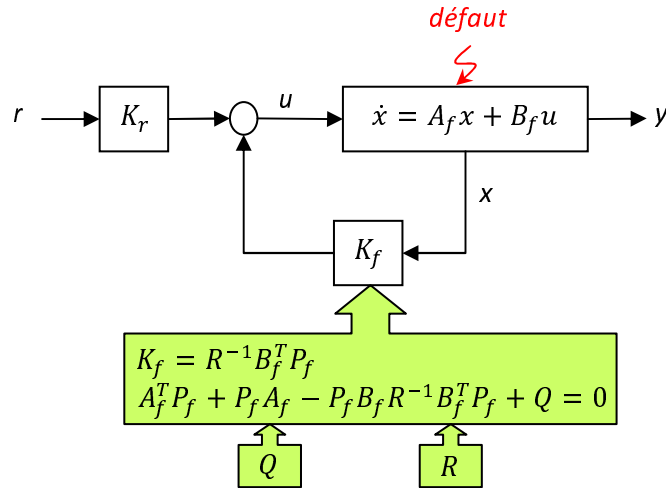 défaut
r
K_r
u
ẋ = A_f x + B_f u
y
x
K_f
K_f = R^{-1} B_f^T P_f
A_f^T P_f + P_f A_f − P_f B_f R^{-1} B_f^T P_f + Q = 0
Q
R